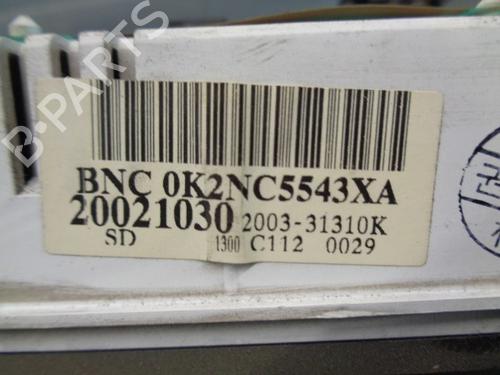 BNC 0K2NC5543XA
20021030 2003-31310K
SD 1300 C112 0029
B-PARTS